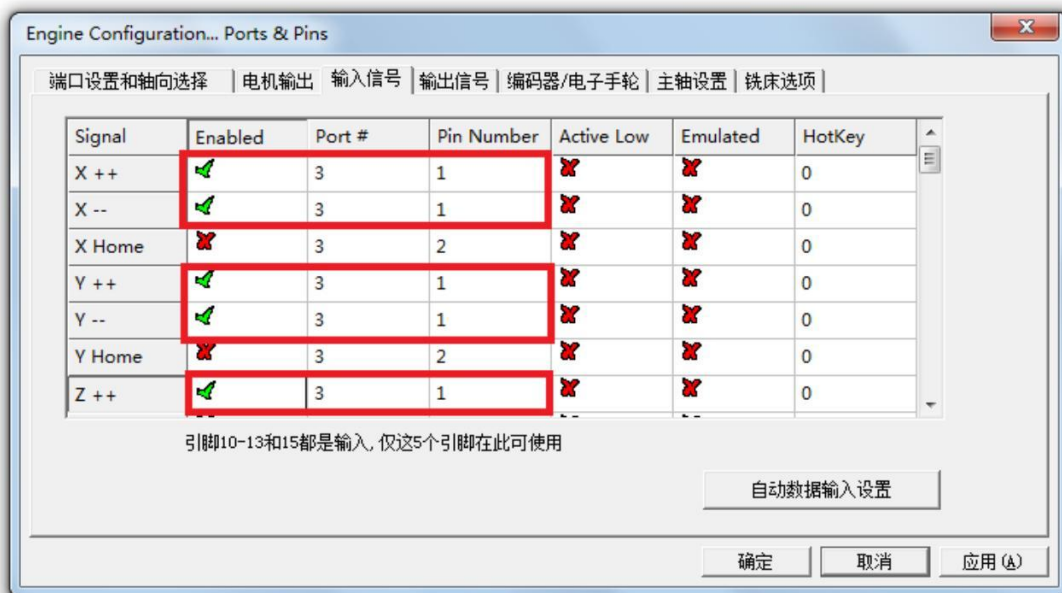 Engine Configuration... Ports & Pins
端口设置和轴向选择 电机输出 输入信号 输出信号 编码器/电子手轮 主轴设置 铣床选项
Signal Enabled Port # Pin Number Active Low Emulated HotKey
X ++ 3 1 0
X -- 3 1 0
X Home 3 2 0
Y ++ 3 1 0
Y -- 3 1 0
Y Home 3 2 0
Z ++ 3 1 0
引脚10-13和15都是输入, 仅这5个引脚在此可使用
自动数据输入设置
确定 取消 应用(A)